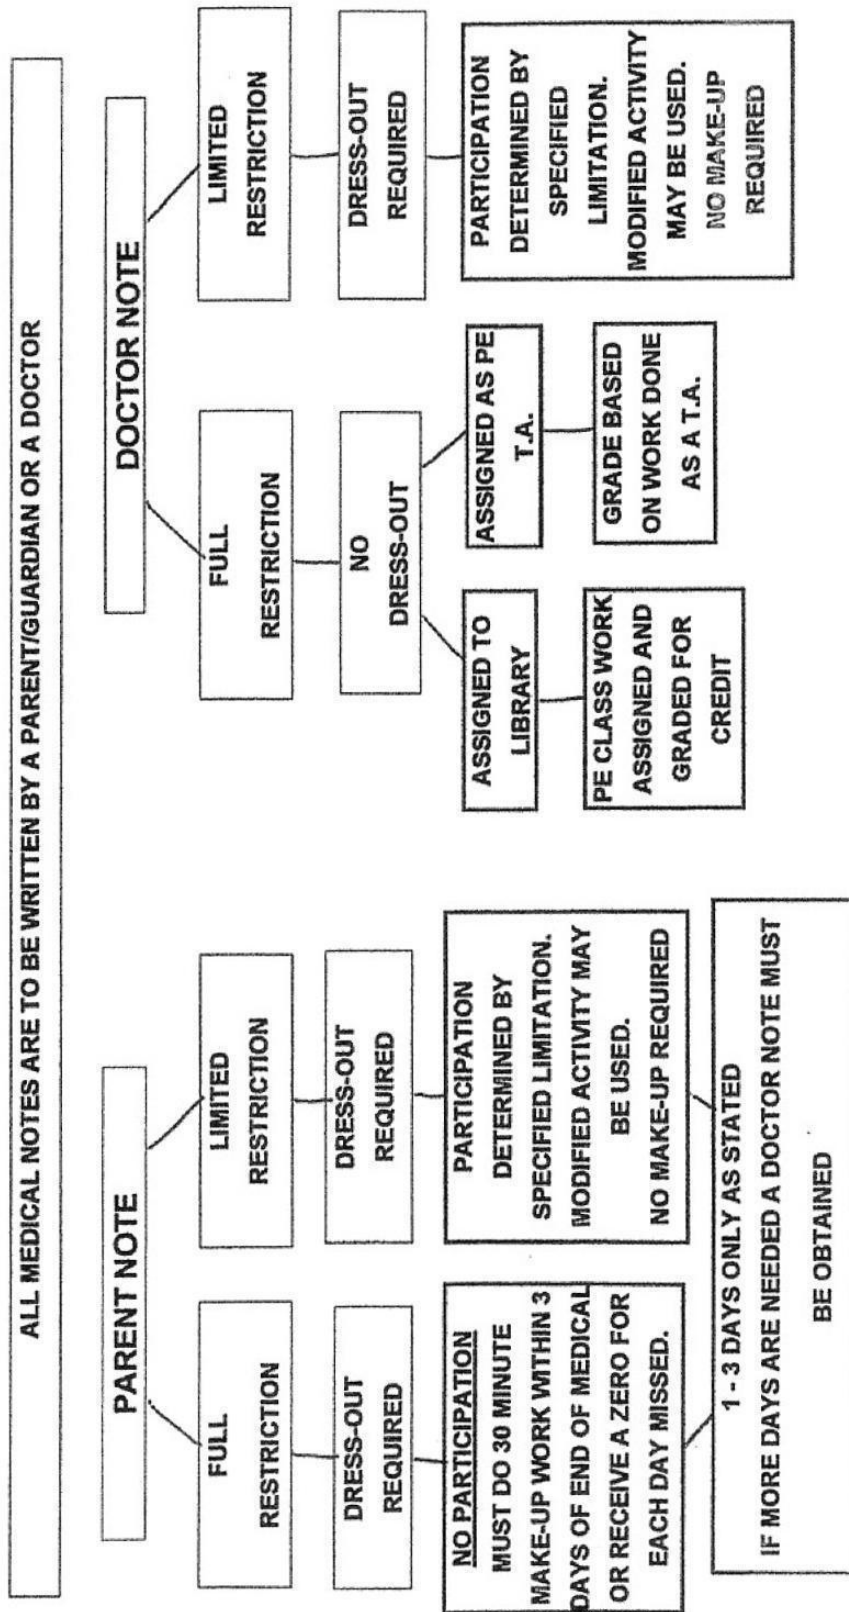 ALL MEDICAL NOTES ARE TO BE WRITTEN BY A PARENT/GUARDIAN OR A DOCTOR
PARENT NOTE
FULL
RESTRICTION
DRESS-OUT
REQUIRED
NO PARTICIPATION
MUST DO 30 MINUTE
MAKE-UP WORK WITHIN 3
DAYS OF END OF MEDICAL
OR RECEIVE A ZERO FOR
EACH DAY MISSED.
LIMITED
RESTRICTION
DRESS-OUT
REQUIRED
PARTICIPATION
DETERMINED BY
SPECIFIED LIMITATION.
MODIFIED ACTIVITY MAY
BE USED.
NO MAKE-UP REQUIRED
1 - 3 DAYS ONLY AS STATED
IF MORE DAYS ARE NEEDED A DOCTOR NOTE MUST
BE OBTAINED
DOCTOR NOTE
FULL
RESTRICTION
NO
DRESS-OUT
ASSIGNED TO
LIBRARY
PE CLASS WORK
ASSIGNED AND
GRADED FOR
CREDIT
ASSIGNED AS PE
T.A.
GRADE BASED
ON WORK DONE
AS A T.A.
LIMITED
RESTRICTION
DRESS-OUT
REQUIRED
PARTICIPATION
DETERMINED BY
SPECIFIED
LIMITATION.
MODIFIED ACTIVITY
MAY BE USED.
NO MAKE-UP
REQUIRED